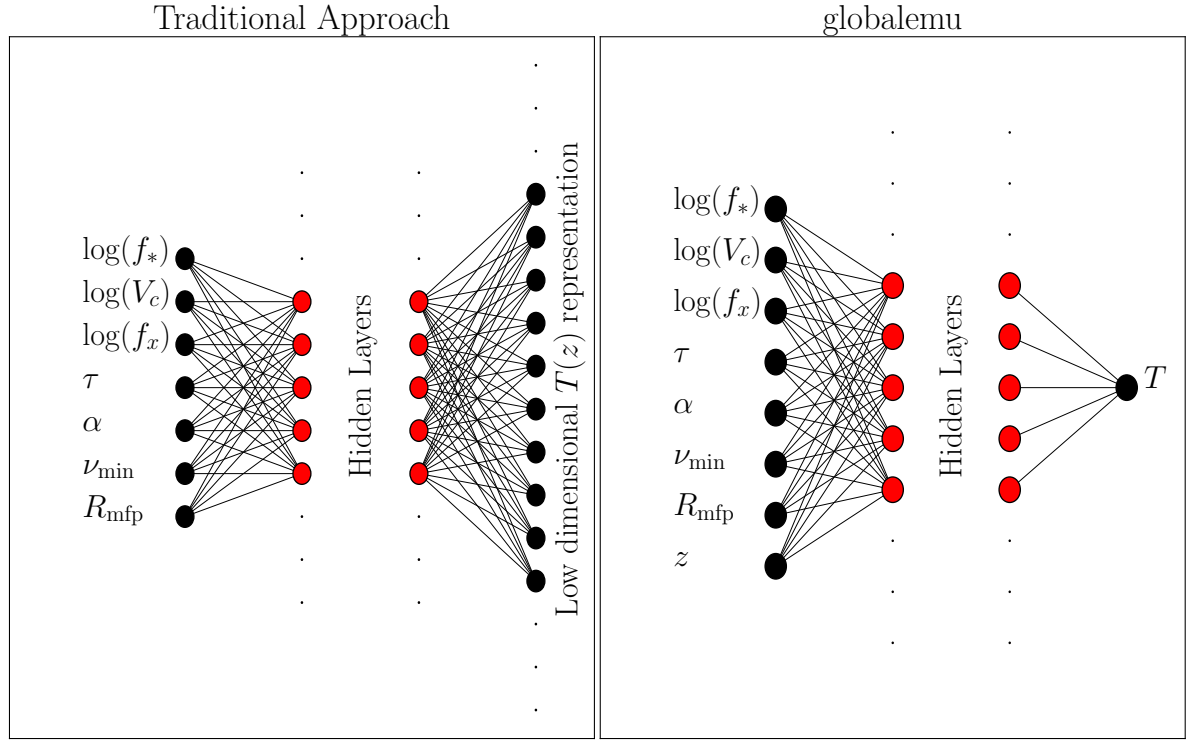 Traditional Approach
log(f_*)
log(V_c)
log(f_x)
τ
α
ν_min
R_mfp
Hidden Layers
Low dimensional T(z) representation
globalemu
log(f_*)
log(V_c)
log(f_x)
τ
α
ν_min
R_mfp
z
Hidden Layers
T